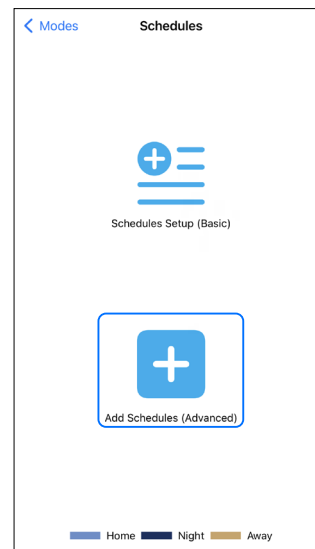 Modes Schedules
Schedules Setup (Basic)
Add Schedules (Advanced)
Home Night Away